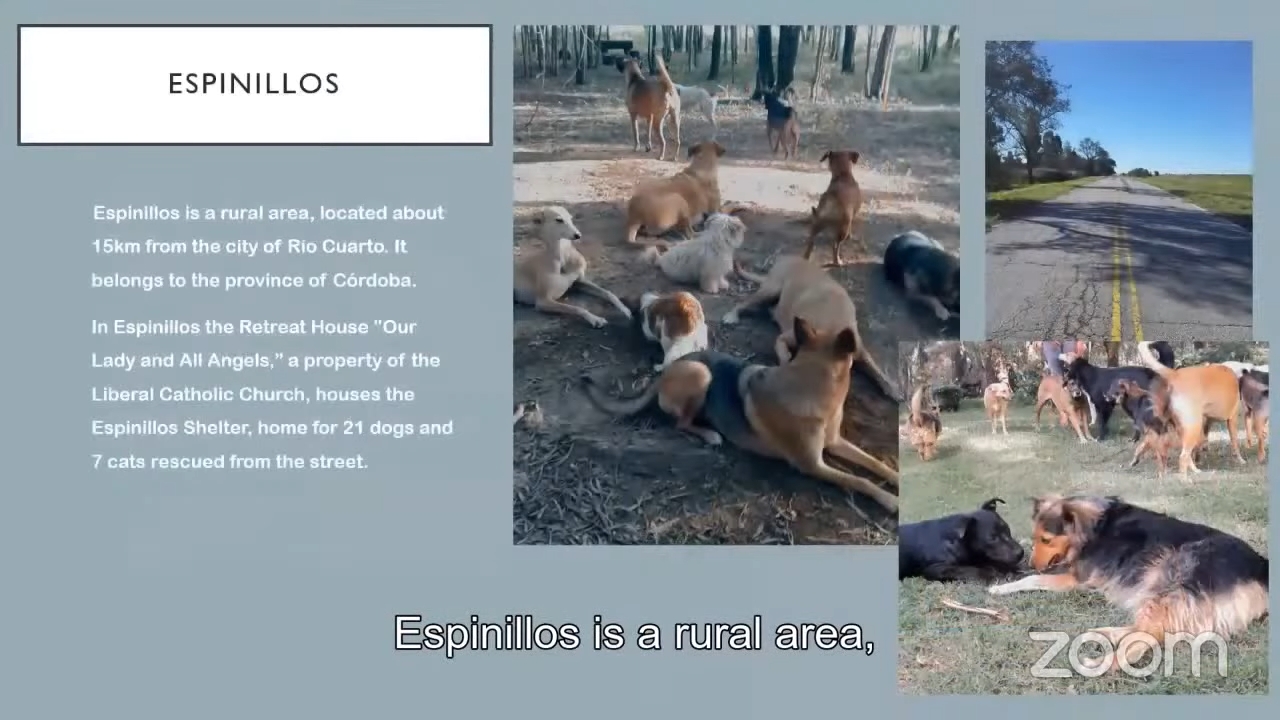 ESPINILLOS
Espinillos is a rural area, located about
15km from the city of Río Cuarto. It
belongs to the province of Córdoba.
In Espinillos the Retreat House "Our
Lady and All Angels,” a property of the
Liberal Catholic Church, houses the
Espinillos Shelter, home for 21 dogs and
7 cats rescued from the street.
Espinillos is a rural area,
zoom